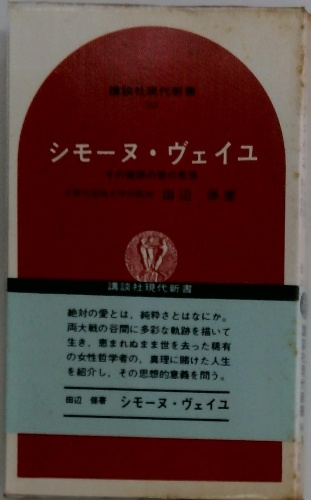 講談社現代新書
シモーヌ・ヴェイユ
田辺 保著
講談社現代新書
絶対の愛とは、純粋さとはなにか。
両大戦の谷間に多彩な軌跡を描いて
生き、恵まれぬまま世を去った稀有
の女性哲学者の、真理に賭けた人生
を紹介し、その思想的意義を問う。
田辺 保著 シモーヌ・ヴェイユ